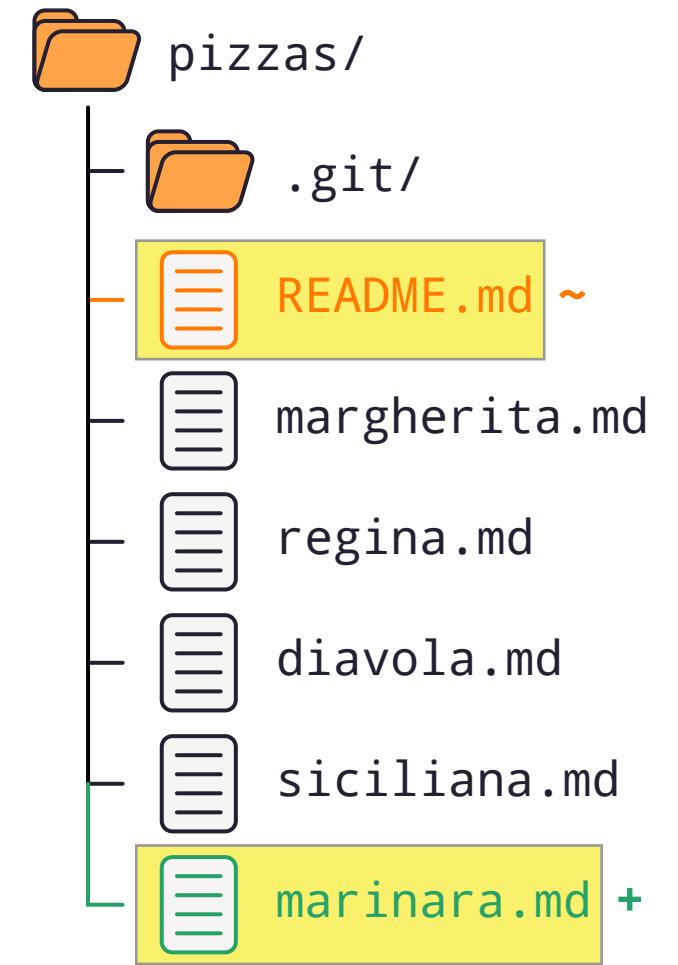 pizzas/
.git/
README.md ~
margherita.md
regina.md
diavola.md
siciliana.md
marinara.md +